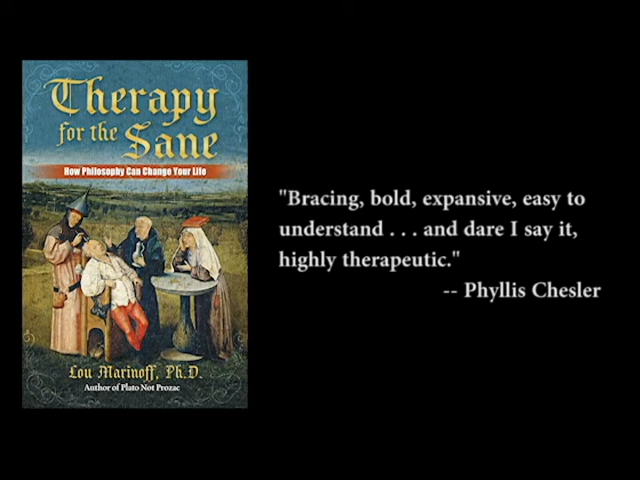 Therapy
for the
Sane
How Philosophy Can Change Your Life
Lou Marinoff, Ph.D.
Author of Plato Not Prozac
"Bracing, bold, expansive, easy to
understand . . . and dare I say it,
highly therapeutic."
-- Phyllis Chesler